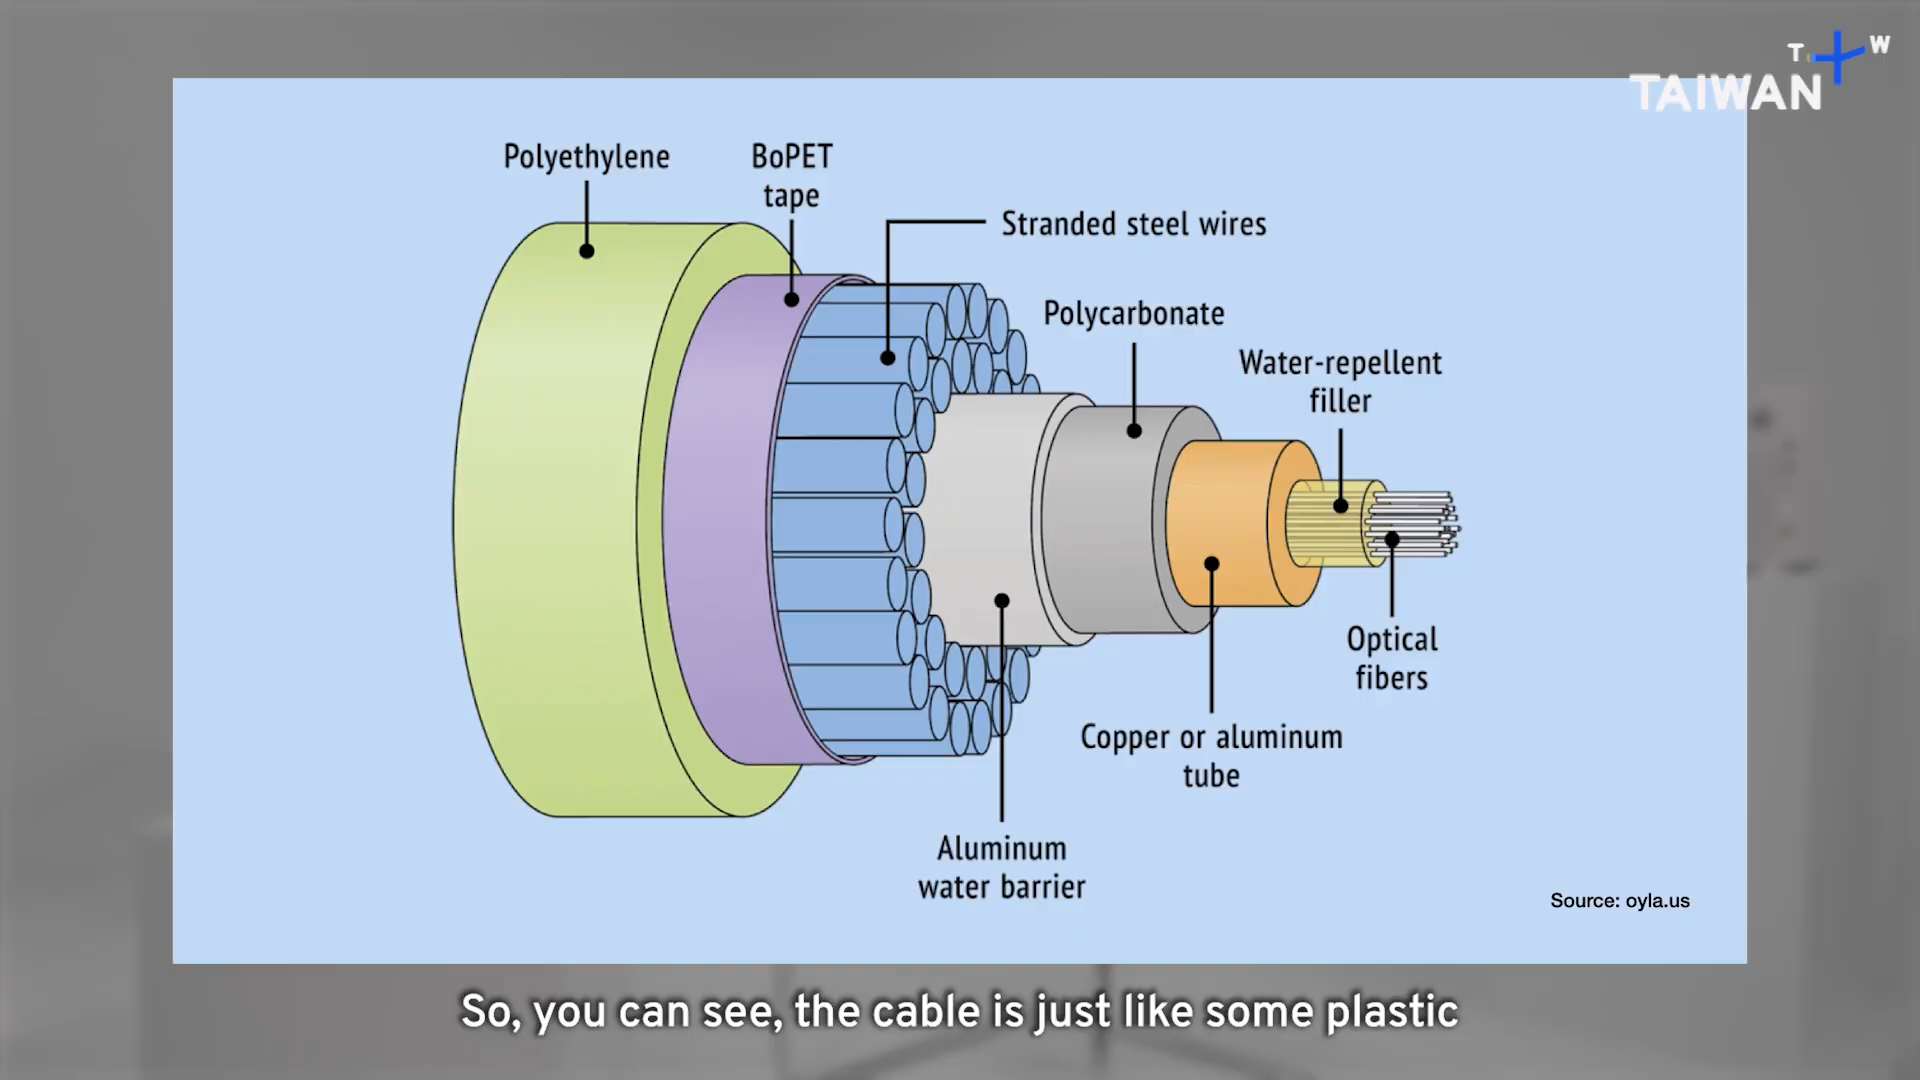 T W
TAIWAN
Polyethylene
BoPET
tape
Stranded steel wires
Polycarbonate
Water-repellent
filler
Optical
fibers
Copper or aluminum
tube
Aluminum
water barrier
Source: oyla.us
So, you can see, the cable is just like some plastic